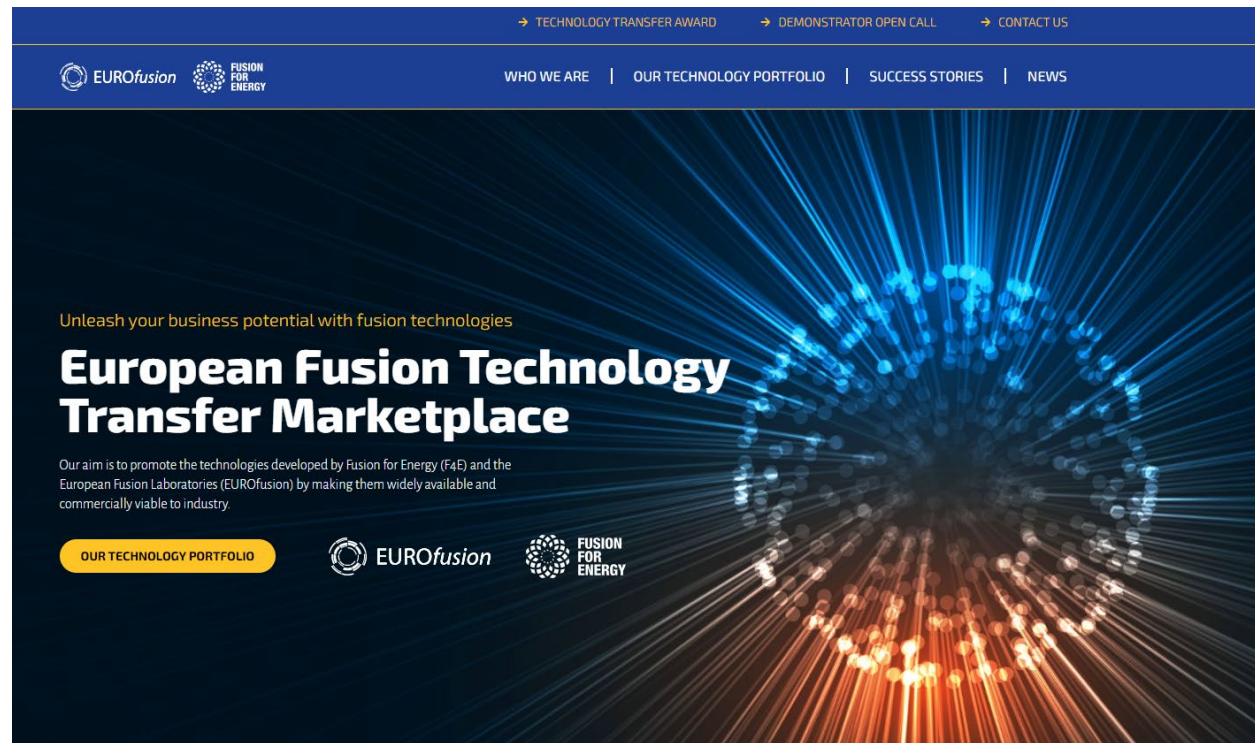 → TECHNOLOGY TRANSFER AWARD → DEMONSTRATOR OPEN CALL → CONTACT US
EUROfusion FUSION
FOR
ENERGY
WHO WE ARE | OUR TECHNOLOGY PORTFOLIO | SUCCESS STORIES | NEWS
Unleash your business potential with fusion technologies
European Fusion Technology
Transfer Marketplace
Our aim is to promote the technologies developed by Fusion for Energy (F4E) and the
European Fusion Laboratories (EUROfusion) by making them widely available and
commercially viable to industry.
OUR TECHNOLOGY PORTFOLIO
EUROfusion
FUSION
FOR
ENERGY